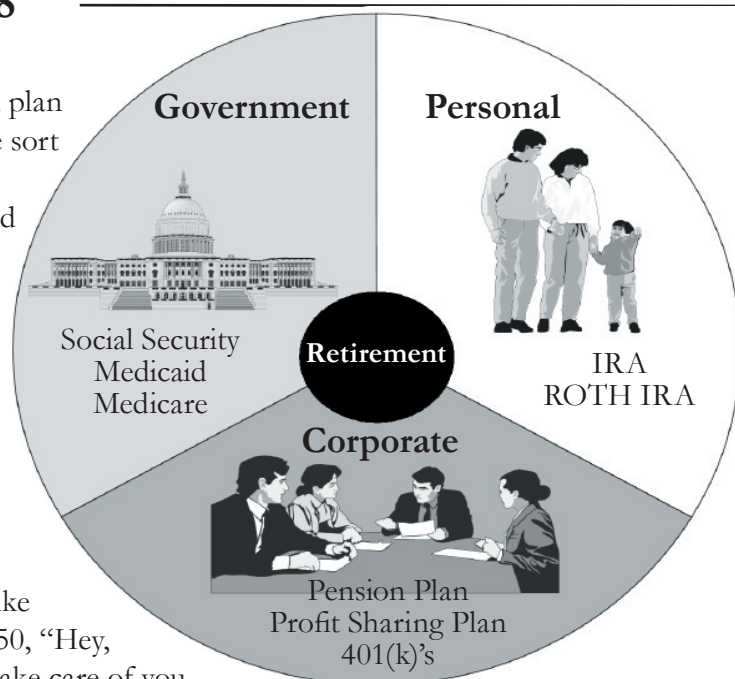 8
plan
sort
d
Government
Personal
Social Security
Medicaid
Medicare
Retirement
IRA
ROTH IRA
Corporate
Pension Plan
Profit Sharing Plan
401(k)'s
ke
50, “Hey,
ake care of you